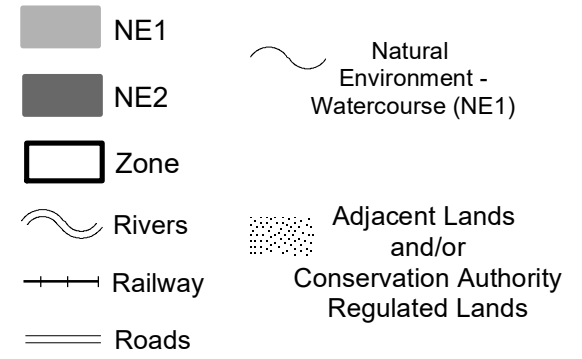 NE1
NE2
Zone
Rivers
Railway
Roads
Natural
Environment -
Watercourse (NE1)
Adjacent Lands
and/or
Conservation Authority
Regulated Lands